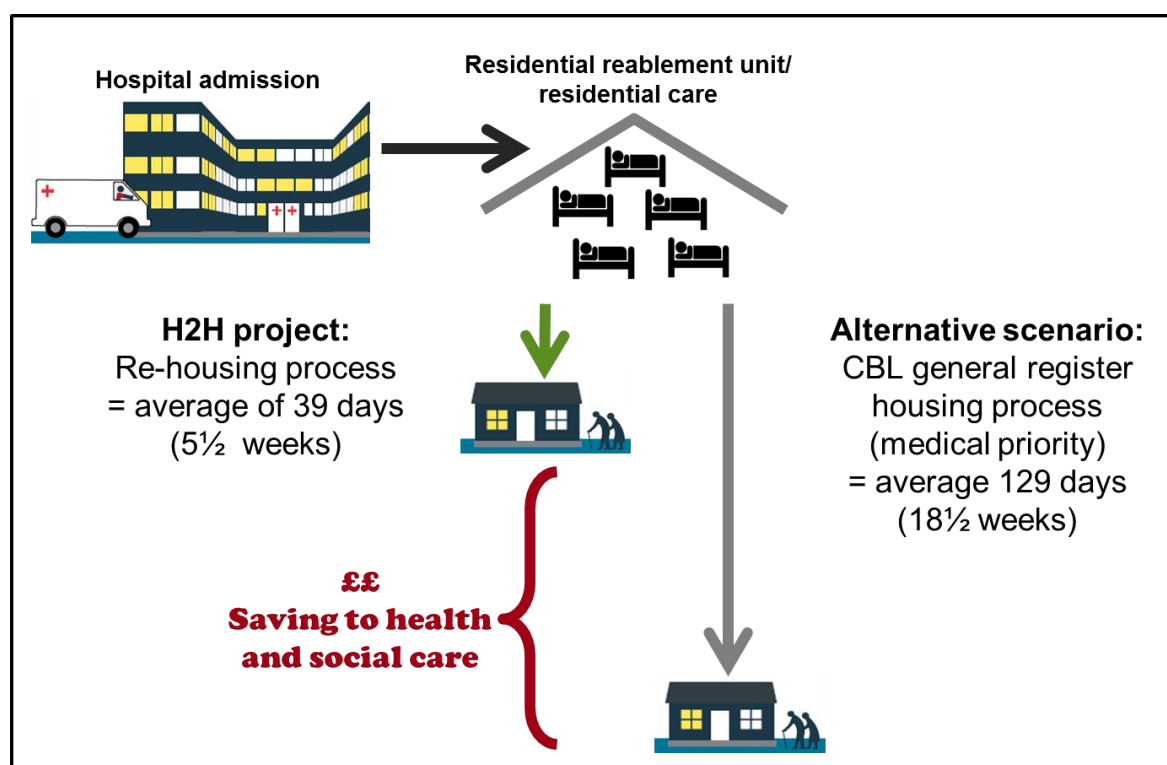 Hospital admission
Residential reablement unit/
residential care
H2H project:
Re-housing process
= average of 39 days
(5½ weeks)
Alternative scenario:
CBL general register
housing process
(medical priority)
= average 129 days
(18½ weeks)
££
Saving to health
and social care